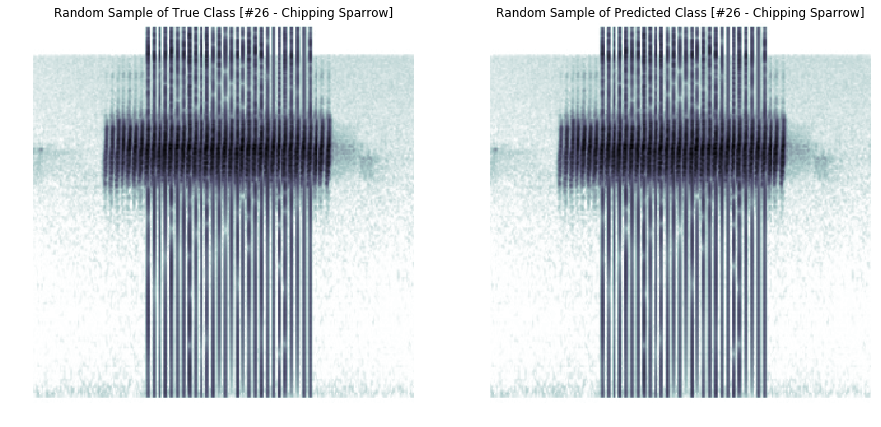 Random Sample of True Class [#26 - Chipping Sparrow]
Random Sample of Predicted Class [#26 - Chipping Sparrow]